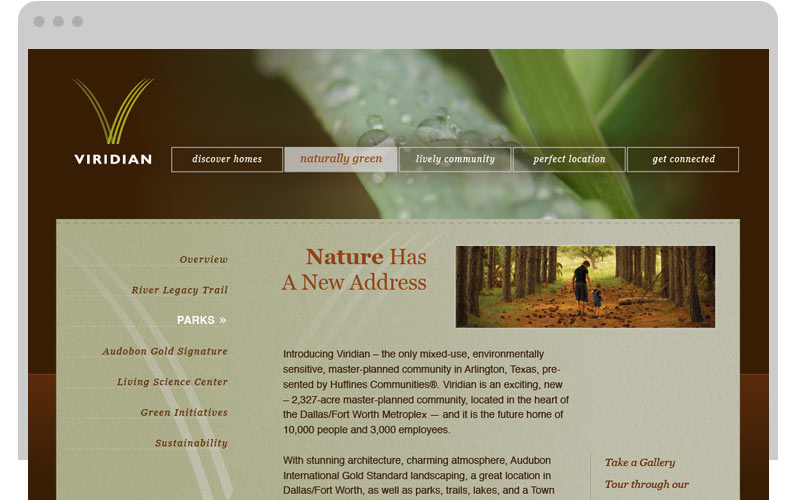 VIRIDIAN
discover homes
naturally green
lively community
perfect location
get connected
Overview
River Legacy Trail
PARKS »
Audobon Gold Signature
Living Science Center
Green Initiatives
Sustainability
Nature Has
A New Address
Introducing Viridian – the only mixed-use, environmentally
sensitive, master-planned community in Arlington, Texas, pre-
sented by Huffines Communities®. Viridian is an exciting, new
– 2,327-acre master-planned community, located in the heart of
the Dallas/Fort Worth Metroplex — and it is the future home of
10,000 people and 3,000 employees.
With stunning architecture, charming atmosphere, Audubon
International Gold Standard landscaping, a great location in
Dallas/Fort Worth, as well as parks, trails, lakes, and a Town
Take a Gallery
Tour through our